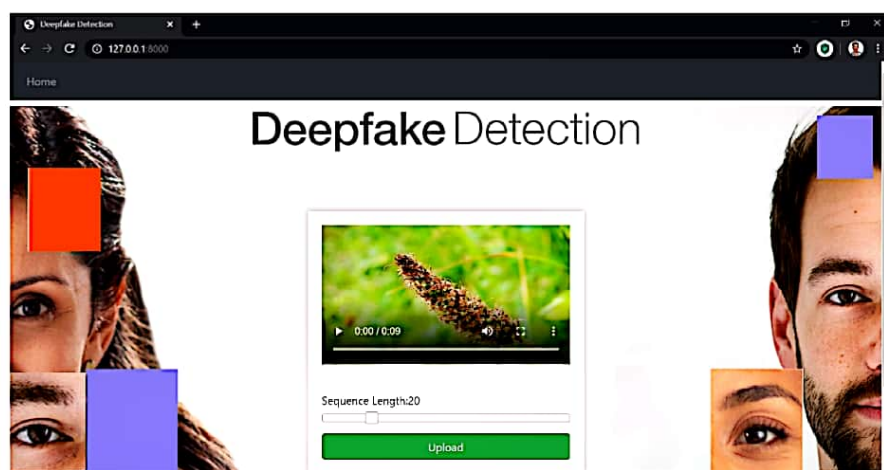 Deepfake Detection
127.0.0.1:8000
Home
Deepfake Detection
0:00 / 0:09
Sequence Length:20
Upload